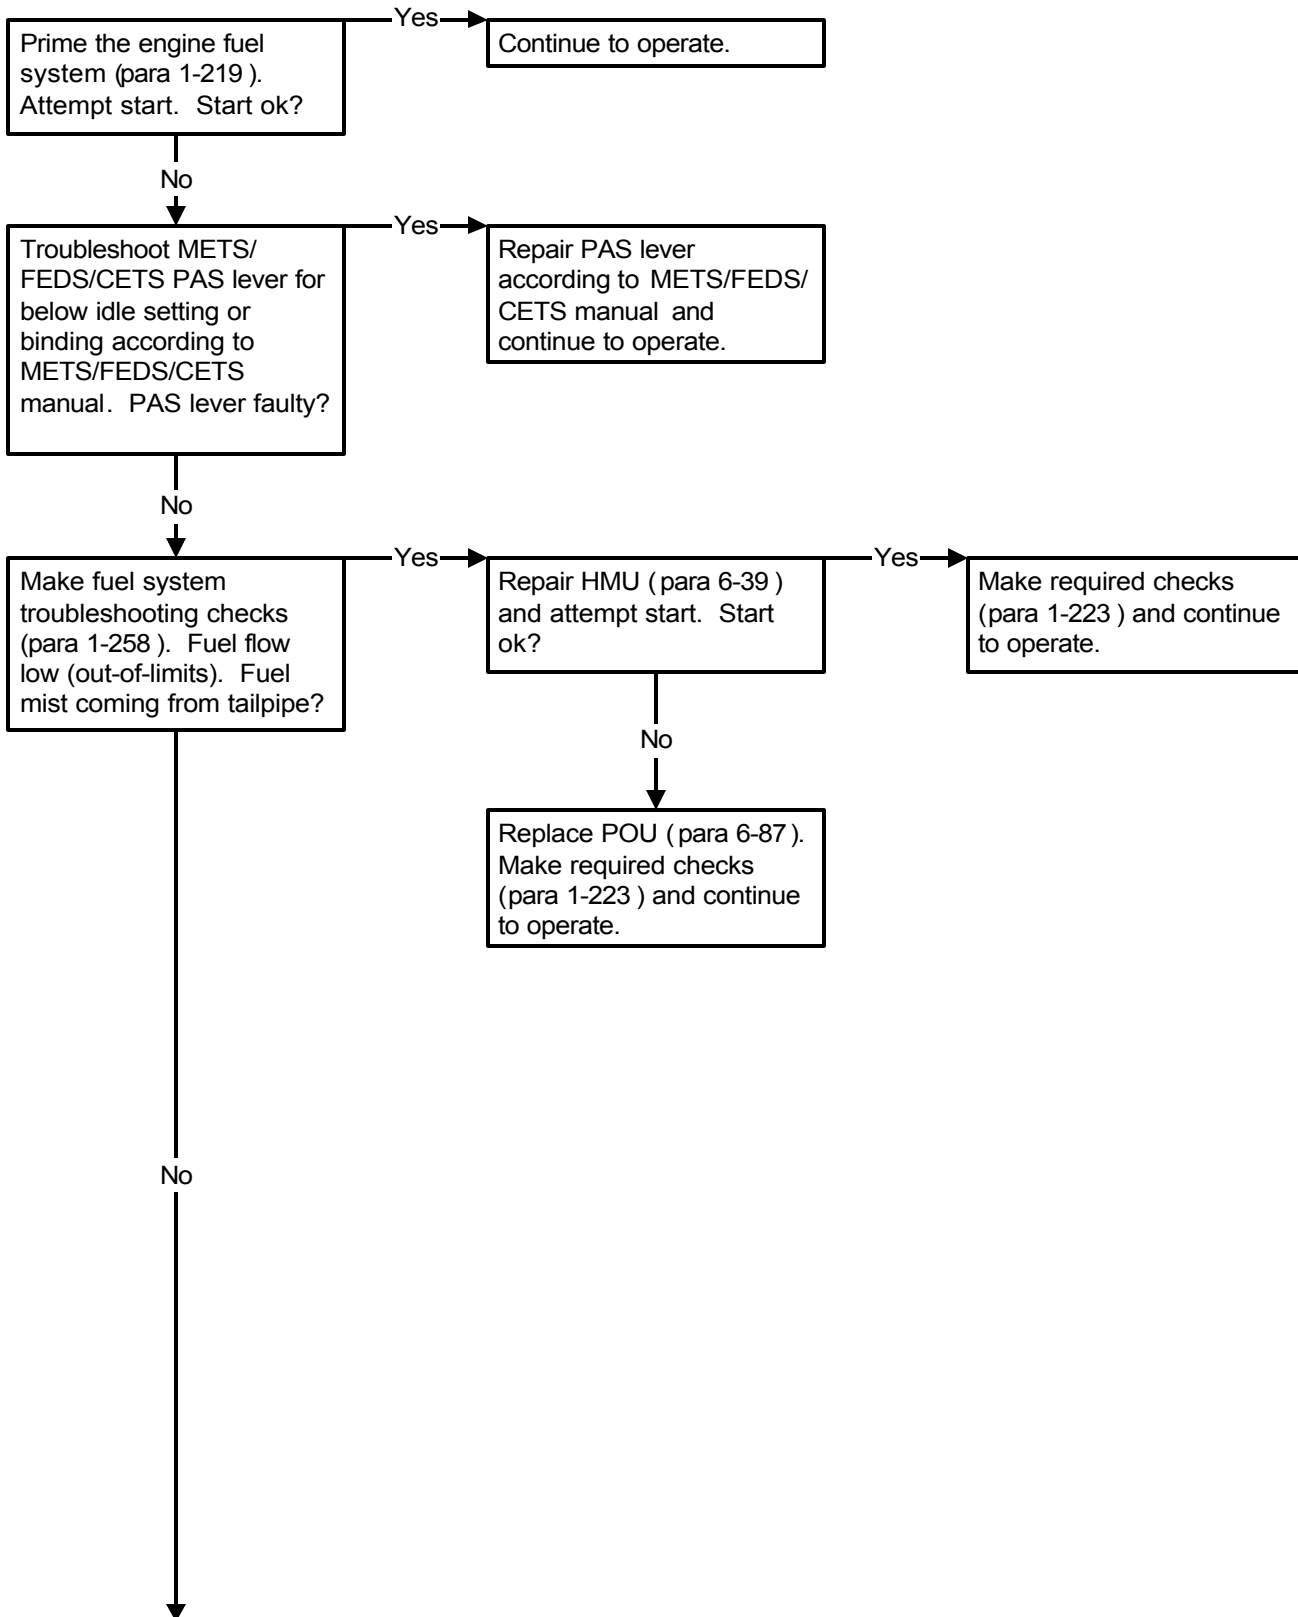 Prime the engine fuel
system (para 1-219 ).
Attempt start. Start ok?
Yes
Continue to operate.
No
Troubleshoot METS/
FEDS/CETS PAS lever for
below idle setting or
binding according to
METS/FEDS/CETS
manual. PAS lever faulty?
Yes
Repair PAS lever
according to METS/FEDS/
CETS manual and
continue to operate.
No
Make fuel system
troubleshooting checks
(para 1-258 ). Fuel flow
low (out-of-limits). Fuel
mist coming from tailpipe?
Yes
Repair HMU ( para 6-39 )
and attempt start. Start
ok?
Yes
Make required checks
(para 1-223 ) and continue
to operate.
No
Replace POU ( para 6-87 ).
Make required checks
(para 1-223 ) and continue
to operate.
No